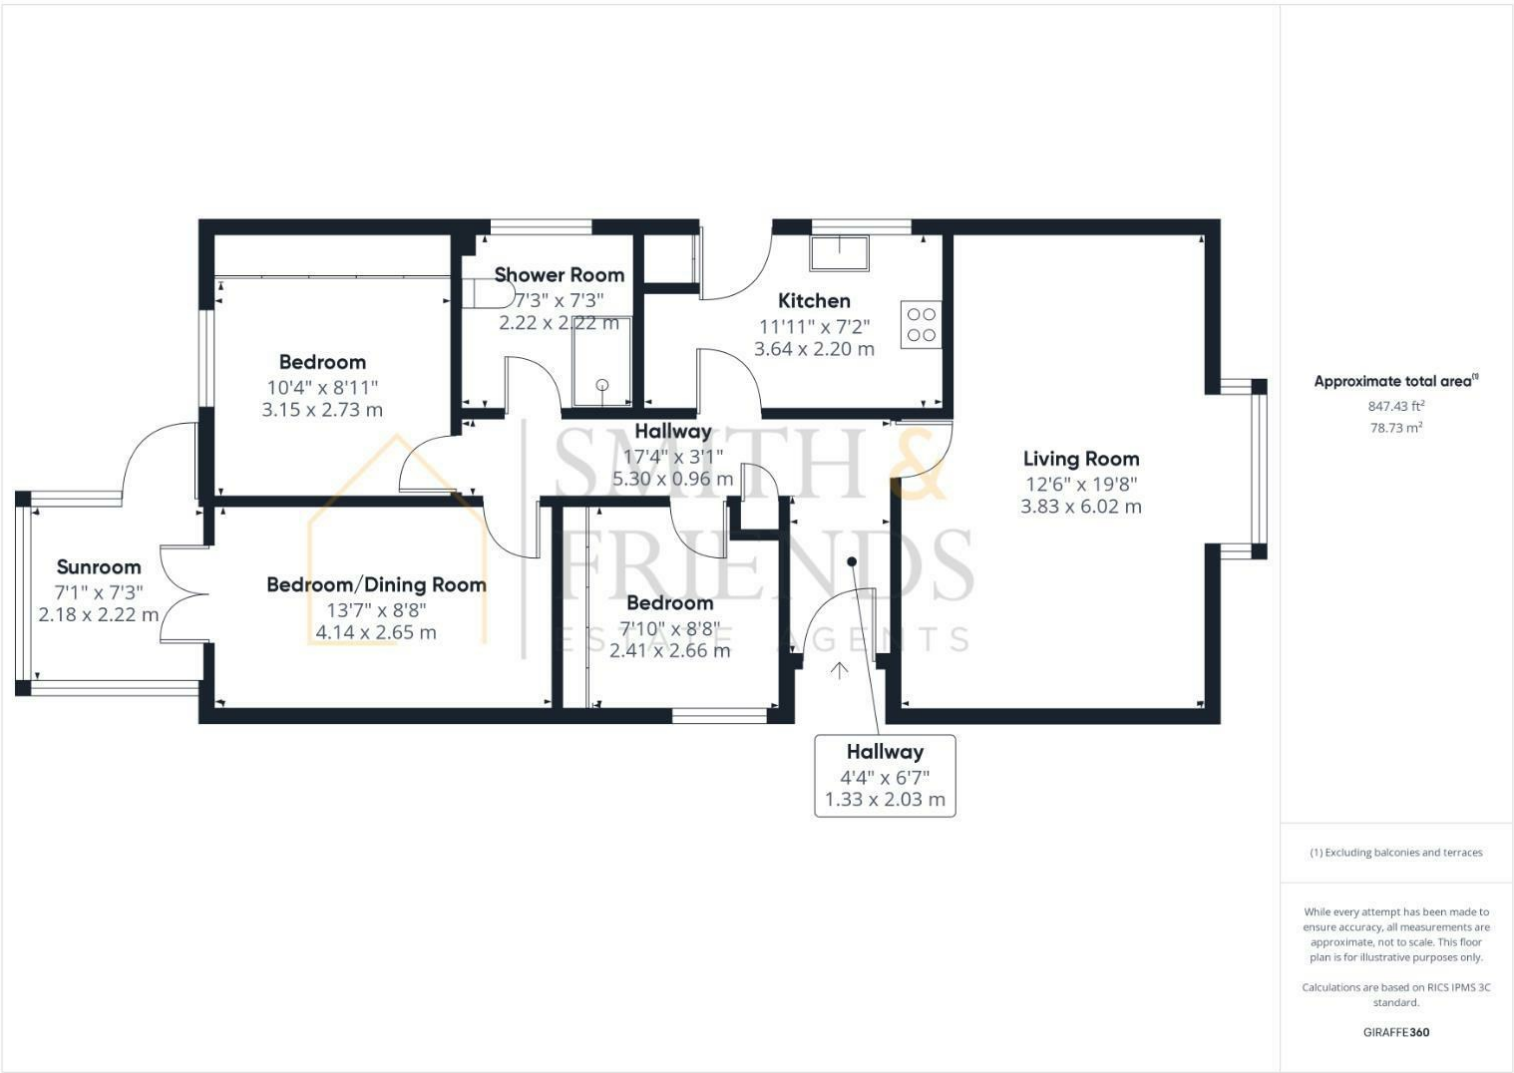 Shower Room
7'3" x 7'3"
2.22 x 2.22 m
Kitchen
11'11" x 7'2"
3.64 x 2.20 m
Bedroom
10'4" x 8'11"
3.15 x 2.73 m
Hallway
17'4" x 3'1"
5.30 x 0.96 m
Living Room
12'6" x 19'8"
3.83 x 6.02 m
Sunroom
7'1" x 7'3"
2.18 x 2.22 m
Bedroom/Dining Room
13'7" x 8'8"
4.14 x 2.65 m
Bedroom
7'10" x 8'8"
2.41 x 2.66 m
Hallway
4'4" x 6'7"
1.33 x 2.03 m
SMITH &
FRIENDS
ESTATE AGENTS
Approximate total area⁽¹⁾
847.43 ft²
78.73 m²
(1) Excluding balconies and terraces
While every attempt has been made to
ensure accuracy, all measurements are
approximate, not to scale. This floor
plan is for illustrative purposes only.
Calculations are based on RICS IPMS 3C
standard.
GIRAFFE360